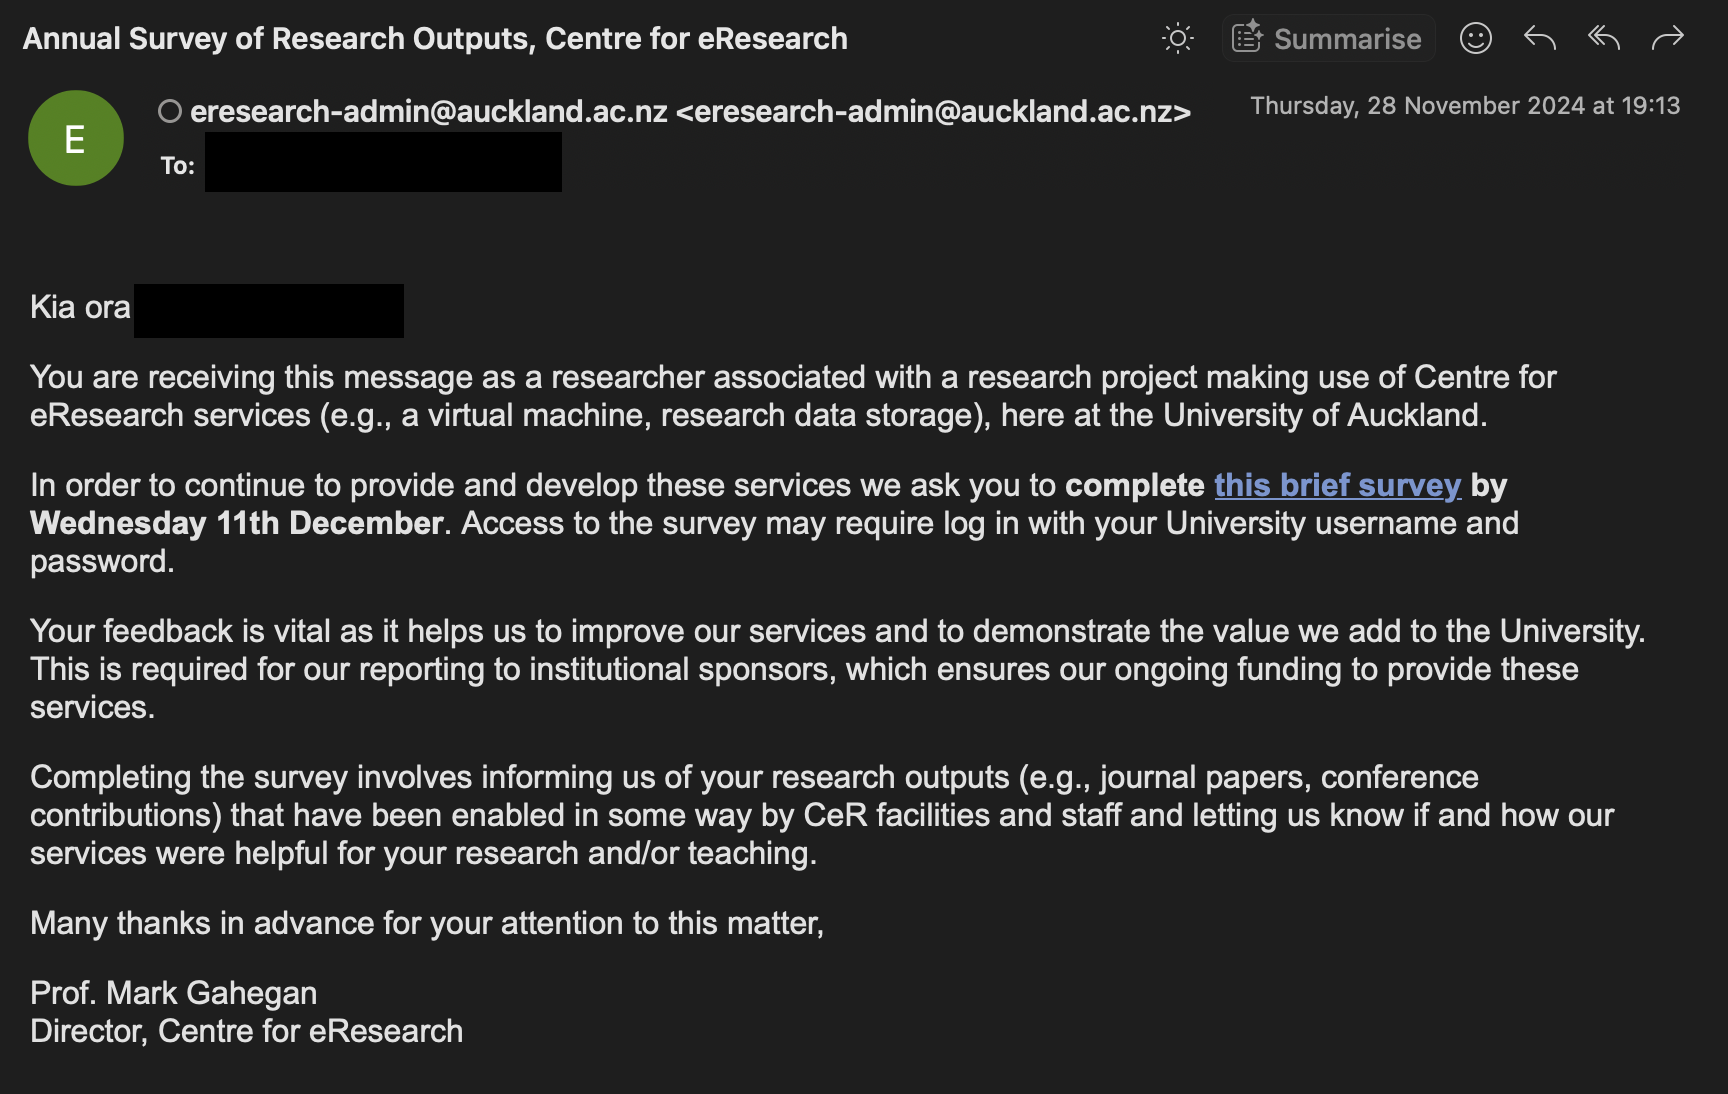 Annual Survey of Research Outputs, Centre for eResearch
Summarise
E
eresearch-admin@auckland.ac.nz <eresearch-admin@auckland.ac.nz>
Thursday, 28 November 2024 at 19:13
To:
Kia ora
You are receiving this message as a researcher associated with a research project making use of Centre for
eResearch services (e.g., a virtual machine, research data storage), here at the University of Auckland.
In order to continue to provide and develop these services we ask you to complete this brief survey by
Wednesday 11th December. Access to the survey may require log in with your University username and
password.
Your feedback is vital as it helps us to improve our services and to demonstrate the value we add to the University.
This is required for our reporting to institutional sponsors, which ensures our ongoing funding to provide these
services.
Completing the survey involves informing us of your research outputs (e.g., journal papers, conference
contributions) that have been enabled in some way by CeR facilities and staff and letting us know if and how our
services were helpful for your research and/or teaching.
Many thanks in advance for your attention to this matter,
Prof. Mark Gahegan
Director, Centre for eResearch